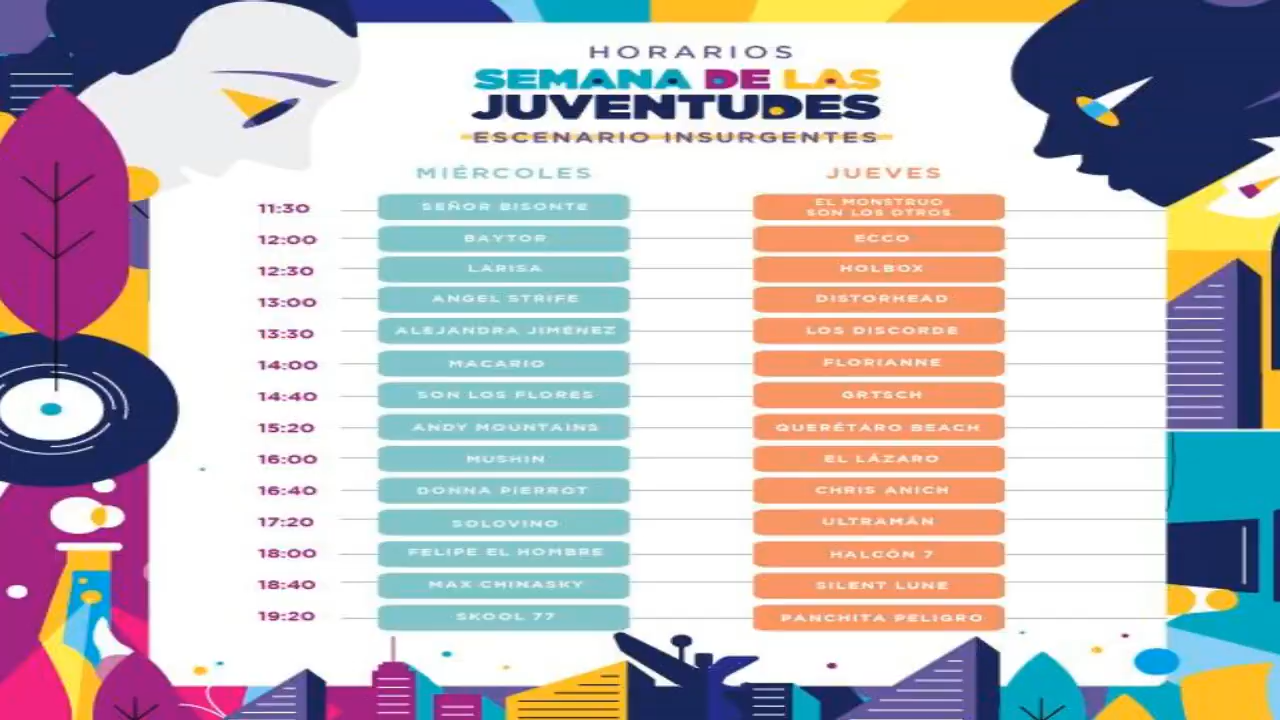 HORARIOS
SEMANA DE LAS
JUVENTUDES
ESCENARIO INSURGENTES
MIÉRCOLES JUEVES
11:30 SEÑOR BISONTE EL MONSTRUO
SON LOS OTROS
12:00 BAYTOR ECCO
12:30 LARISA HOLBOX
13:00 ANGEL STRIFE DISTORHEAD
13:30 ALEJANDRA JIMÉNEZ LOS DISCORDE
14:00 MACARIO FLORIANNE
14:40 SON LOS FLORES GRTSCH
15:20 ANDY MOUNTAINS QUERÉTARO BEACH
16:00 MUSHIN EL LÁZARO
16:40 DONNA PIERROT CHRIS ANICH
17:20 SOLOVINO ULTRAMÁN
18:00 FELIPE EL HOMBRE HALCÓN 7
18:40 MAX CHINASKY SILENT LUNE
19:20 SKOOL 77 PANCHITA PELIGRO